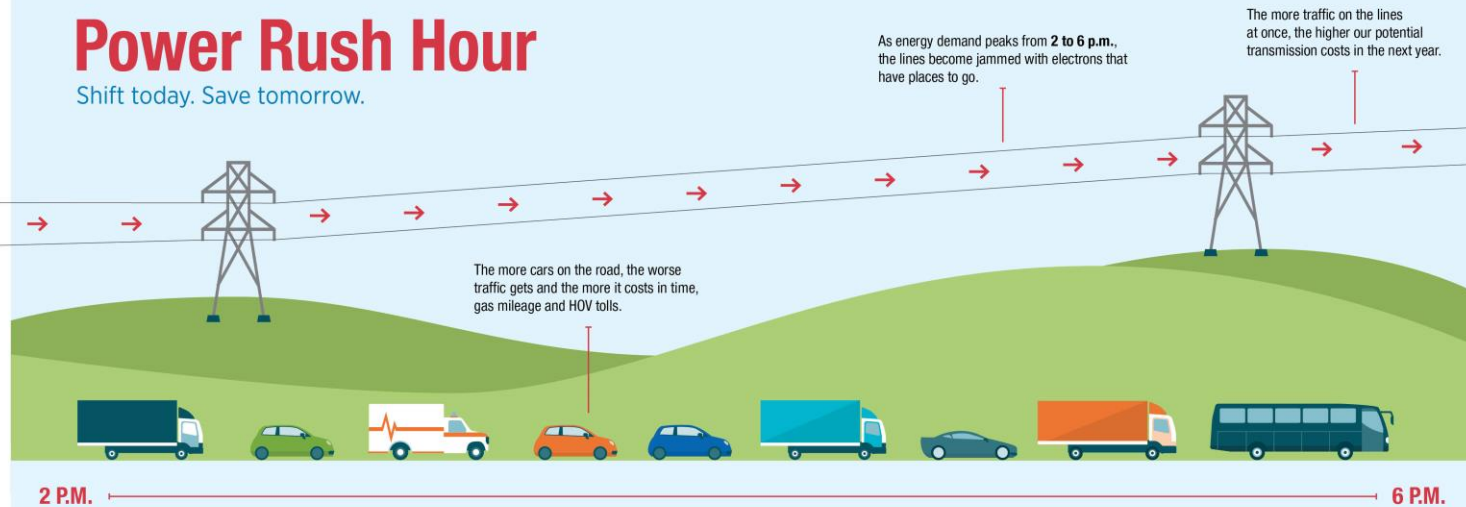 Power Rush Hour
Shift today. Save tomorrow.
As energy demand peaks from 2 to 6 p.m.,
the lines become jammed with electrons that
have places to go.
The more traffic on the lines
at once, the higher our potential
transmission costs in the next year.
The more cars on the road, the worse
traffic gets and the more it costs in time,
gas mileage and HOV tolls.
2 P.M.
6 P.M.